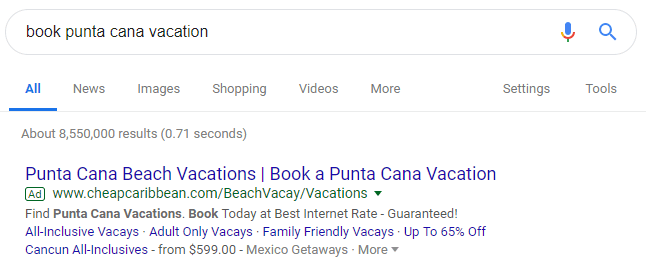 book punta cana vacation
All News Images Shopping Videos More Settings Tools
About 8,550,000 results (0.71 seconds)
Punta Cana Beach Vacations | Book a Punta Cana Vacation
Ad www.cheapcaribbean.com/BeachVacay/Vacations
Find Punta Cana Vacations. Book Today at Best Internet Rate - Guaranteed!
All-Inclusive Vacays · Adult Only Vacays · Family Friendly Vacays · Up To 65% Off
Cancun All-Inclusives - from $599.00 - Mexico Getaways · More